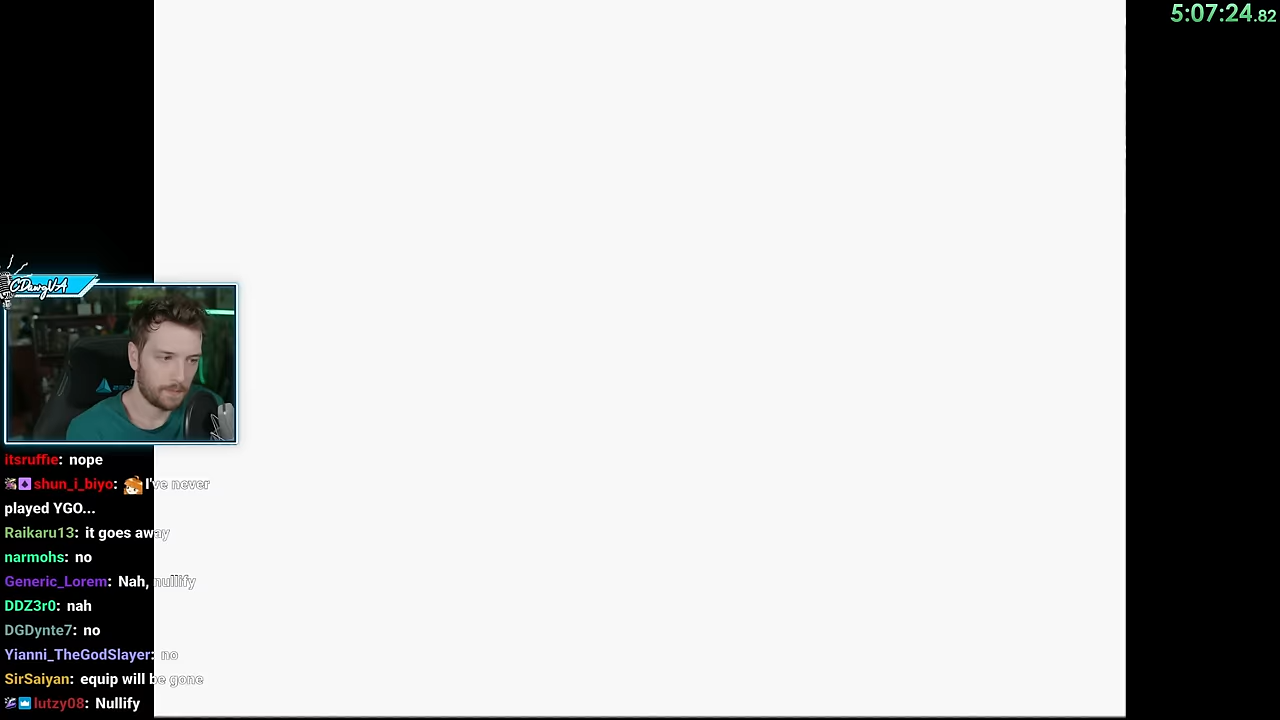 5:07:24.82
CDawgVA
itsruffie: nope
shun_i_biyo: I've never
played YGO...
Raikaru13: it goes away
narmohs: no
Generic_Lorem: Nah, nullify
DDZ3r0: nah
DGDynte7: no
Yianni_TheGodSlayer: no
SirSaiyan: equip will be gone
lutzy08: Nullify